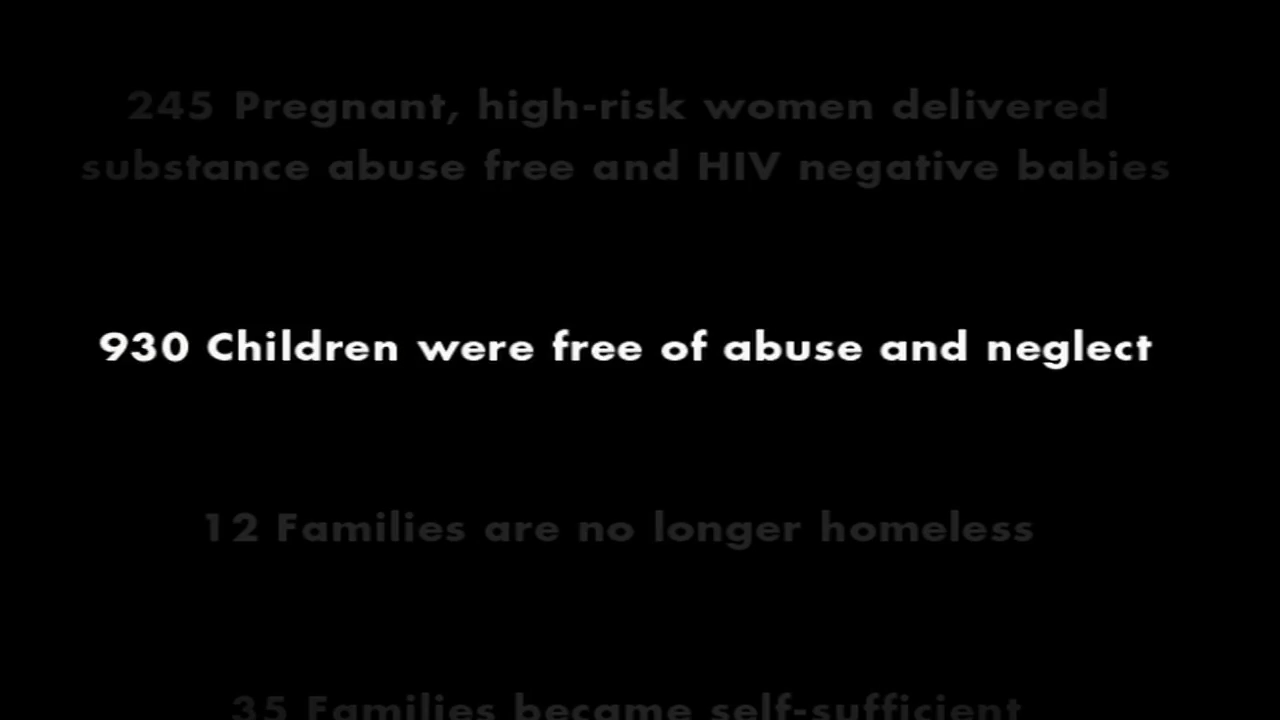 245 Pregnant, high-risk women delivered
substance abuse free and HIV negative babies
930 Children were free of abuse and neglect
12 Families are no longer homeless
35 Families became self-sufficient